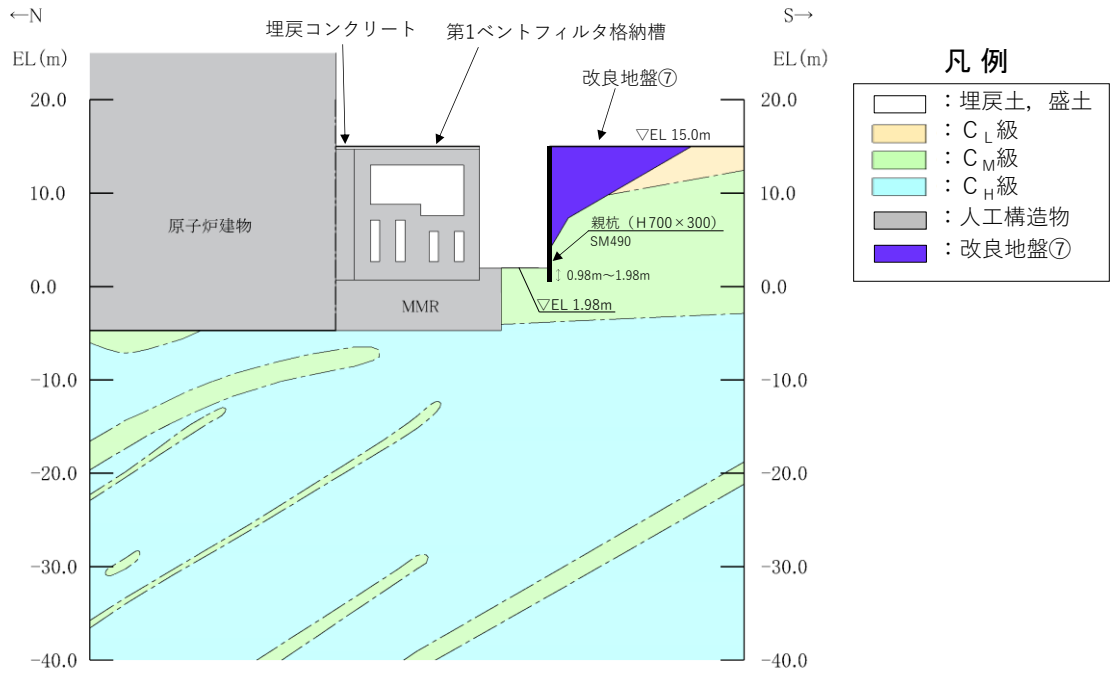 ←N
S→
EL(m)
EL(m)
埋戻コンクリート
第1ベントフィルタ格納槽
改良地盤⑦
▽EL 15.0m
20.0
10.0
0.0
-10.0
-20.0
-30.0
-40.0
20.0
10.0
0.0
-10.0
-20.0
-30.0
-40.0
原子炉建物
MMR
親杭（H700×300）
SM490
0.98m～1.98m
▽EL 1.98m
凡 例
：埋戻土，盛土
：CL級
：CM級
：CH級
：人工構造物
：改良地盤⑦